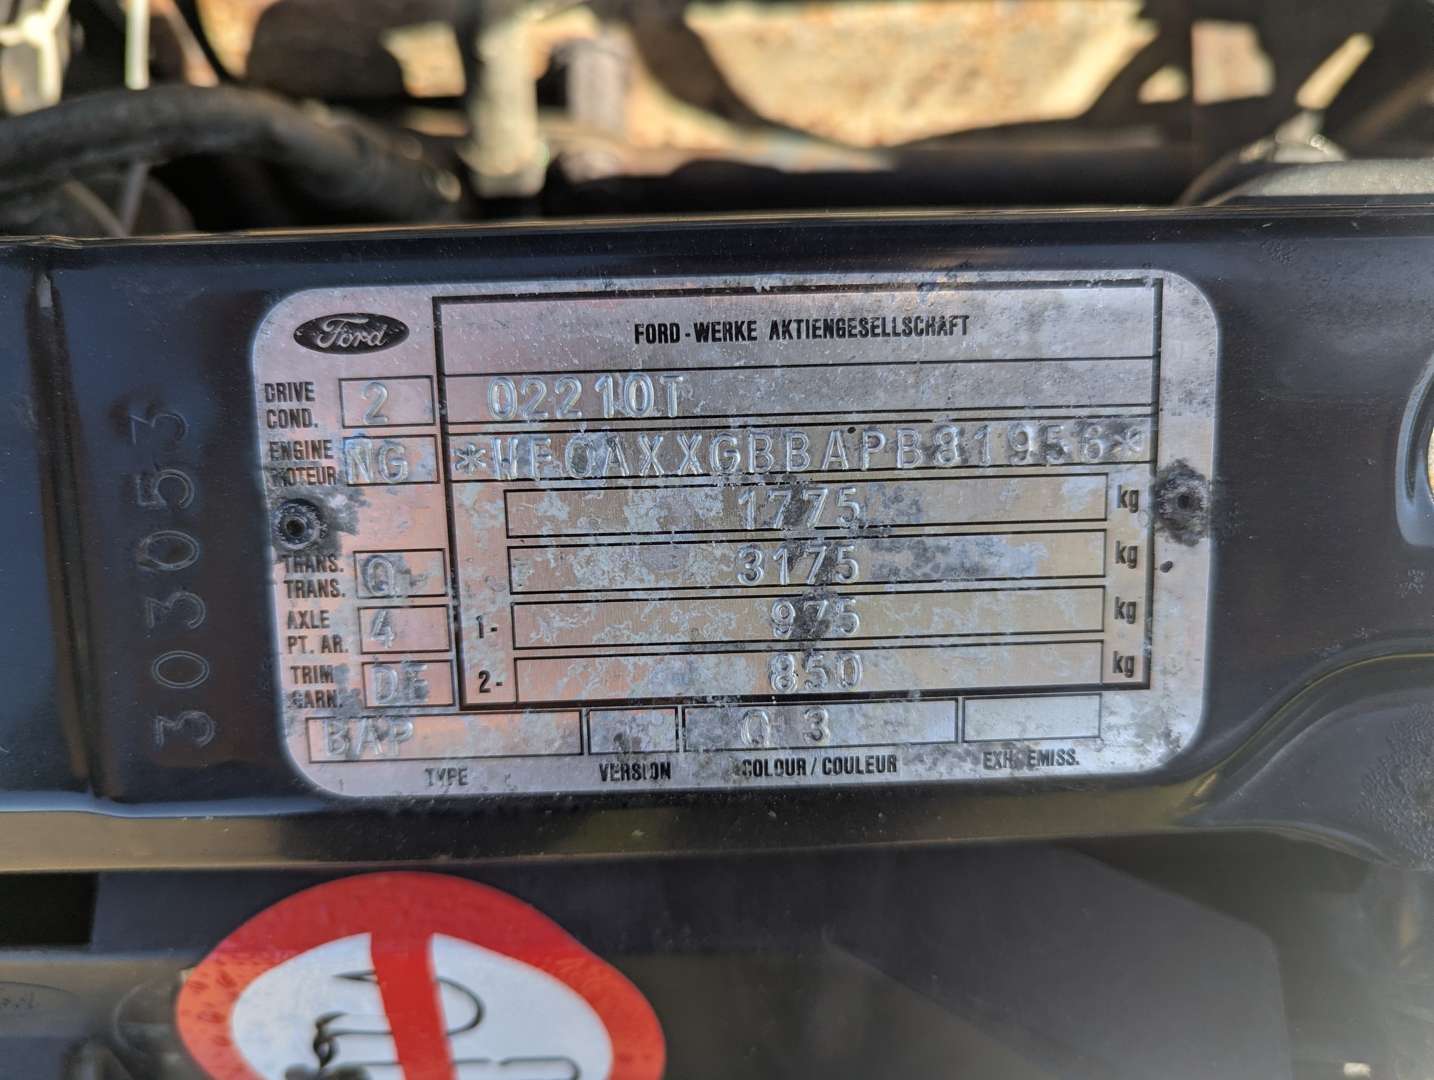 Ford
FORD-WERKE AKTIENGESELLSCHAFT
DRIVE
COND. 2
02210T
ENGINE
MOTEUR NG
*WF0AXXGBBAPB81956*
1775 kg
3175 kg
TRANS.
TRANS. Q
1- 975 kg
AXLE
PT. AR. 4
2- 850 kg
TRIM
GARN. DE
BAP
0 3
TYPE VERSION COLOUR/COULEUR EXH. EMISS.
303053